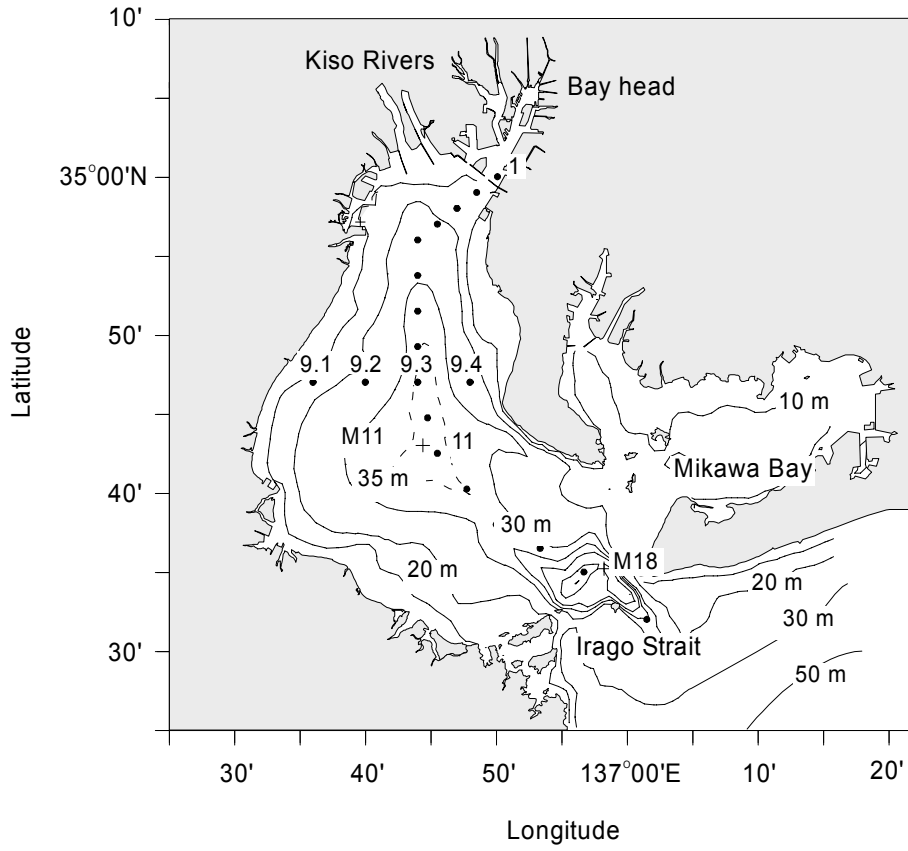 10'
Kiso Rivers
Bay head
35°00'N
1
50'
9.1 9.2 9.3 9.4
10 m
M11
11
Mikawa Bay
35 m
40'
30 m
M18
20 m
20 m
30 m
Irago Strait
30'
50 m
30' 40' 50' 137°00'E 10' 20'
Latitude
Longitude